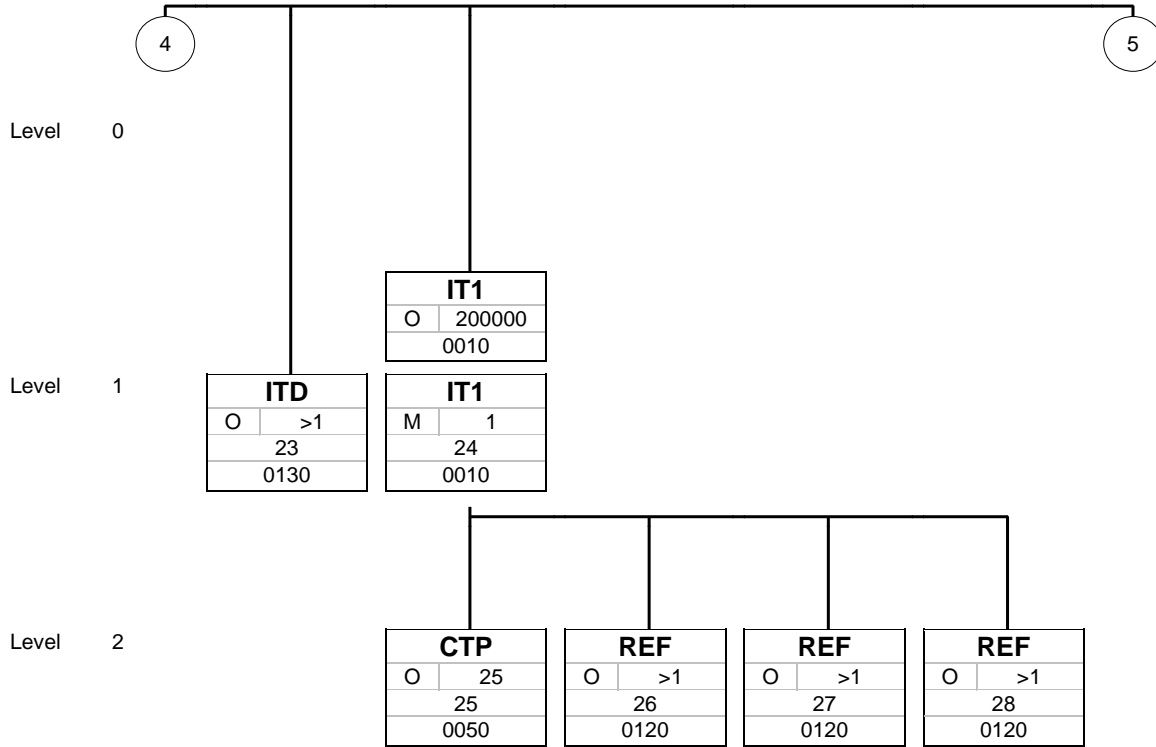 4 5
Level 0
IT1
O 200000
0010
Level 1
ITD IT1
O >1 M 1
23 24
0130 0010
Level 2
CTP REF REF REF
O 25 O >1 O >1 O >1
25 26 27 28
0050 0120 0120 0120